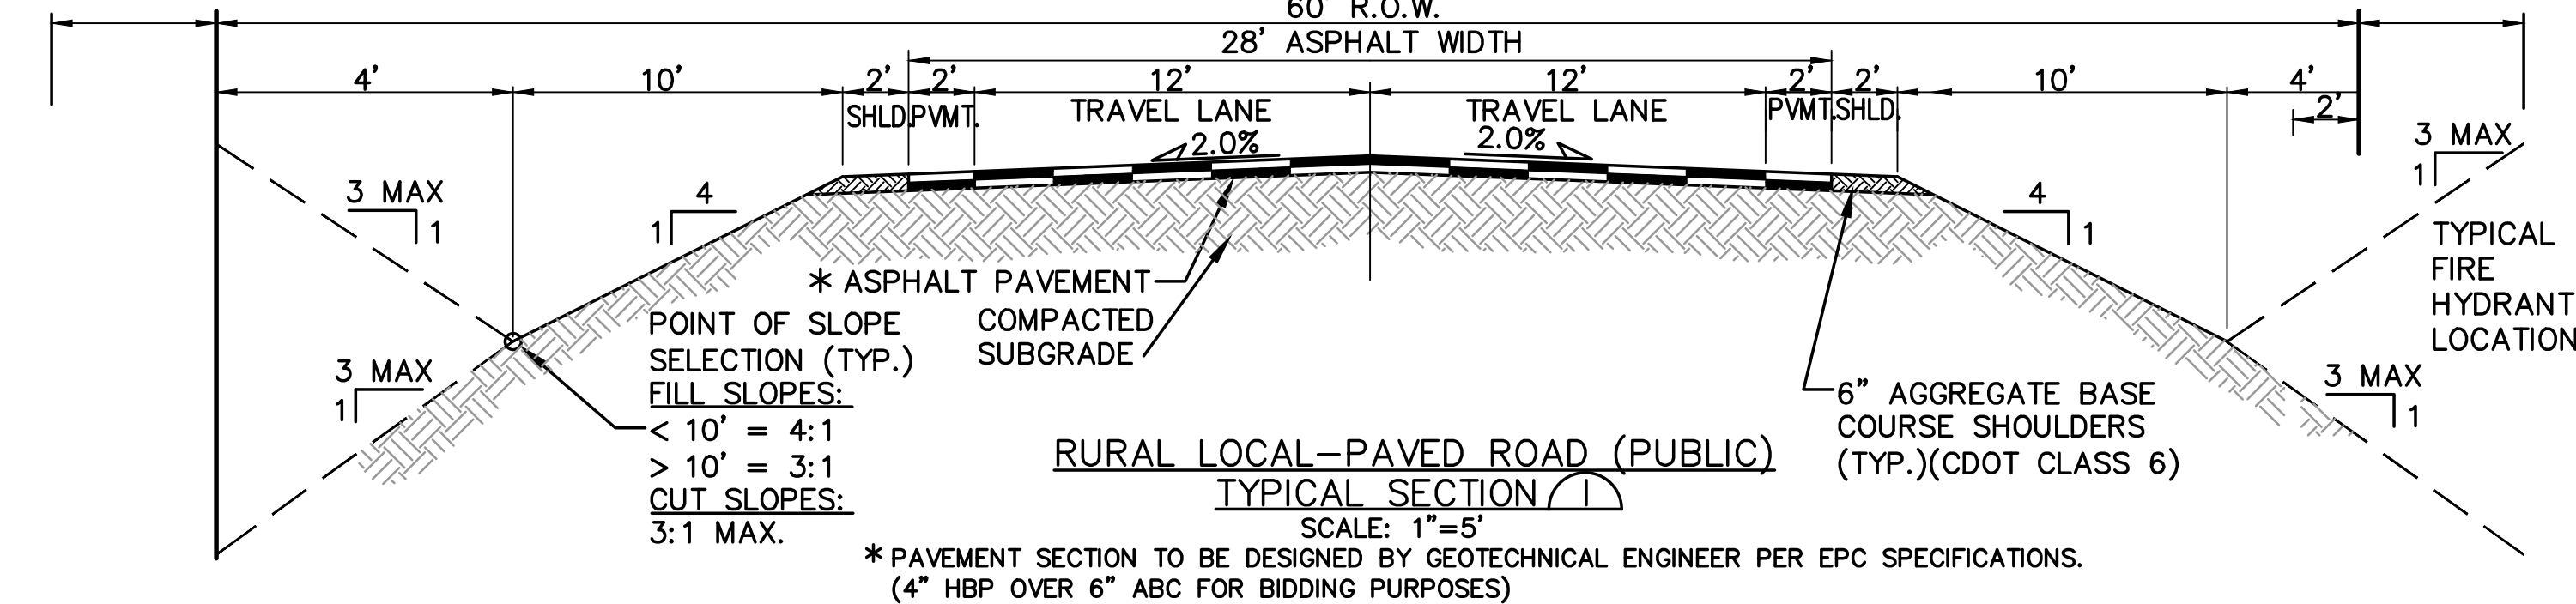 60' R.O.W.
28' ASPHALT WIDTH
4' 10' 2' 2' 12' 12' 2' 2' 10' 4'
2'
SHLD. PVMT. TRAVEL LANE TRAVEL LANE PVMT. SHLD.
2.0% 2.0%
3 MAX
1
4
1
4
1
3 MAX
1
TYPICAL
FIRE
HYDRANT
LOCATION
* ASPHALT PAVEMENT
COMPACTED
SUBGRADE
POINT OF SLOPE
SELECTION (TYP.)
FILL SLOPES:
< 10' = 4:1
> 10' = 3:1
CUT SLOPES:
3:1 MAX.
3 MAX
1
3 MAX
1
6" AGGREGATE BASE
COURSE SHOULDERS
(TYP.)(CDOT CLASS 6)
RURAL LOCAL-PAVED ROAD (PUBLIC)
TYPICAL SECTION 1
SCALE: 1"=5'
* PAVEMENT SECTION TO BE DESIGNED BY GEOTECHNICAL ENGINEER PER EPC SPECIFICATIONS.
(4" HBP OVER 6" ABC FOR BIDDING PURPOSES)